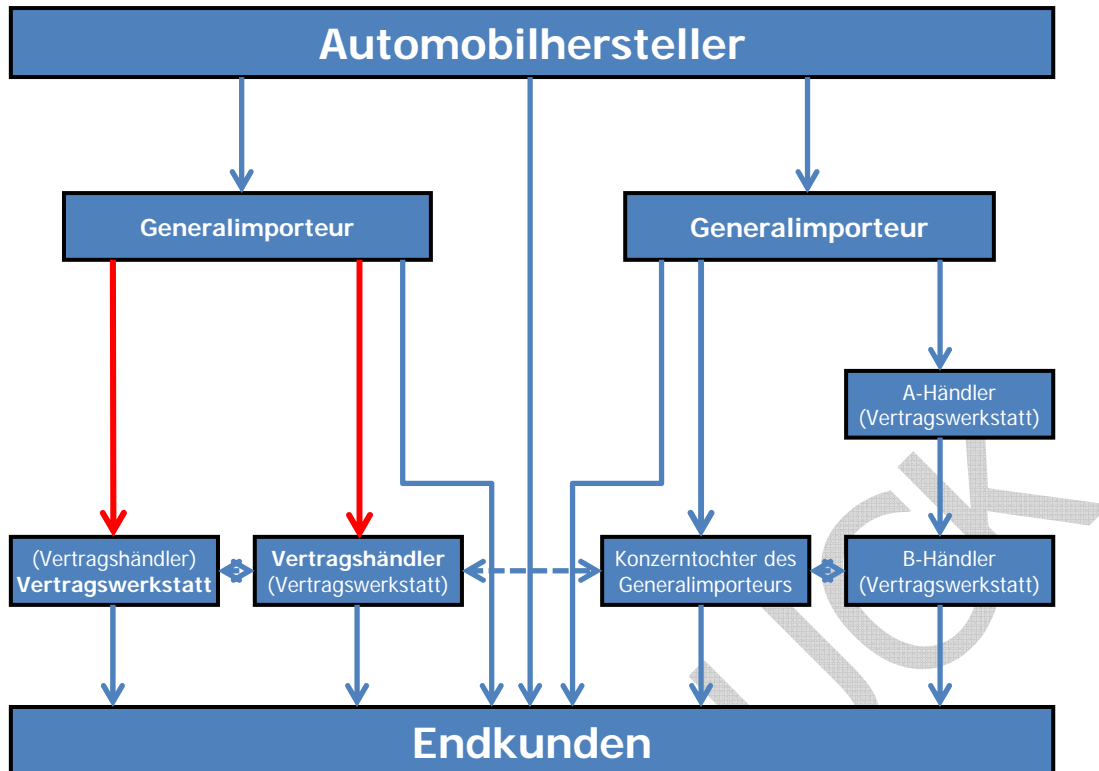 Automobilhersteller
Generalimporteur
Generalimporteur
A-Händler
(Vertragswerkstatt)
(Vertragshändler)
Vertragswerkstatt
Vertragshändler
(Vertragswerkstatt)
Konzerntochter des
Generalimporteurs
B-Händler
(Vertragswerkstatt)
Endkunden